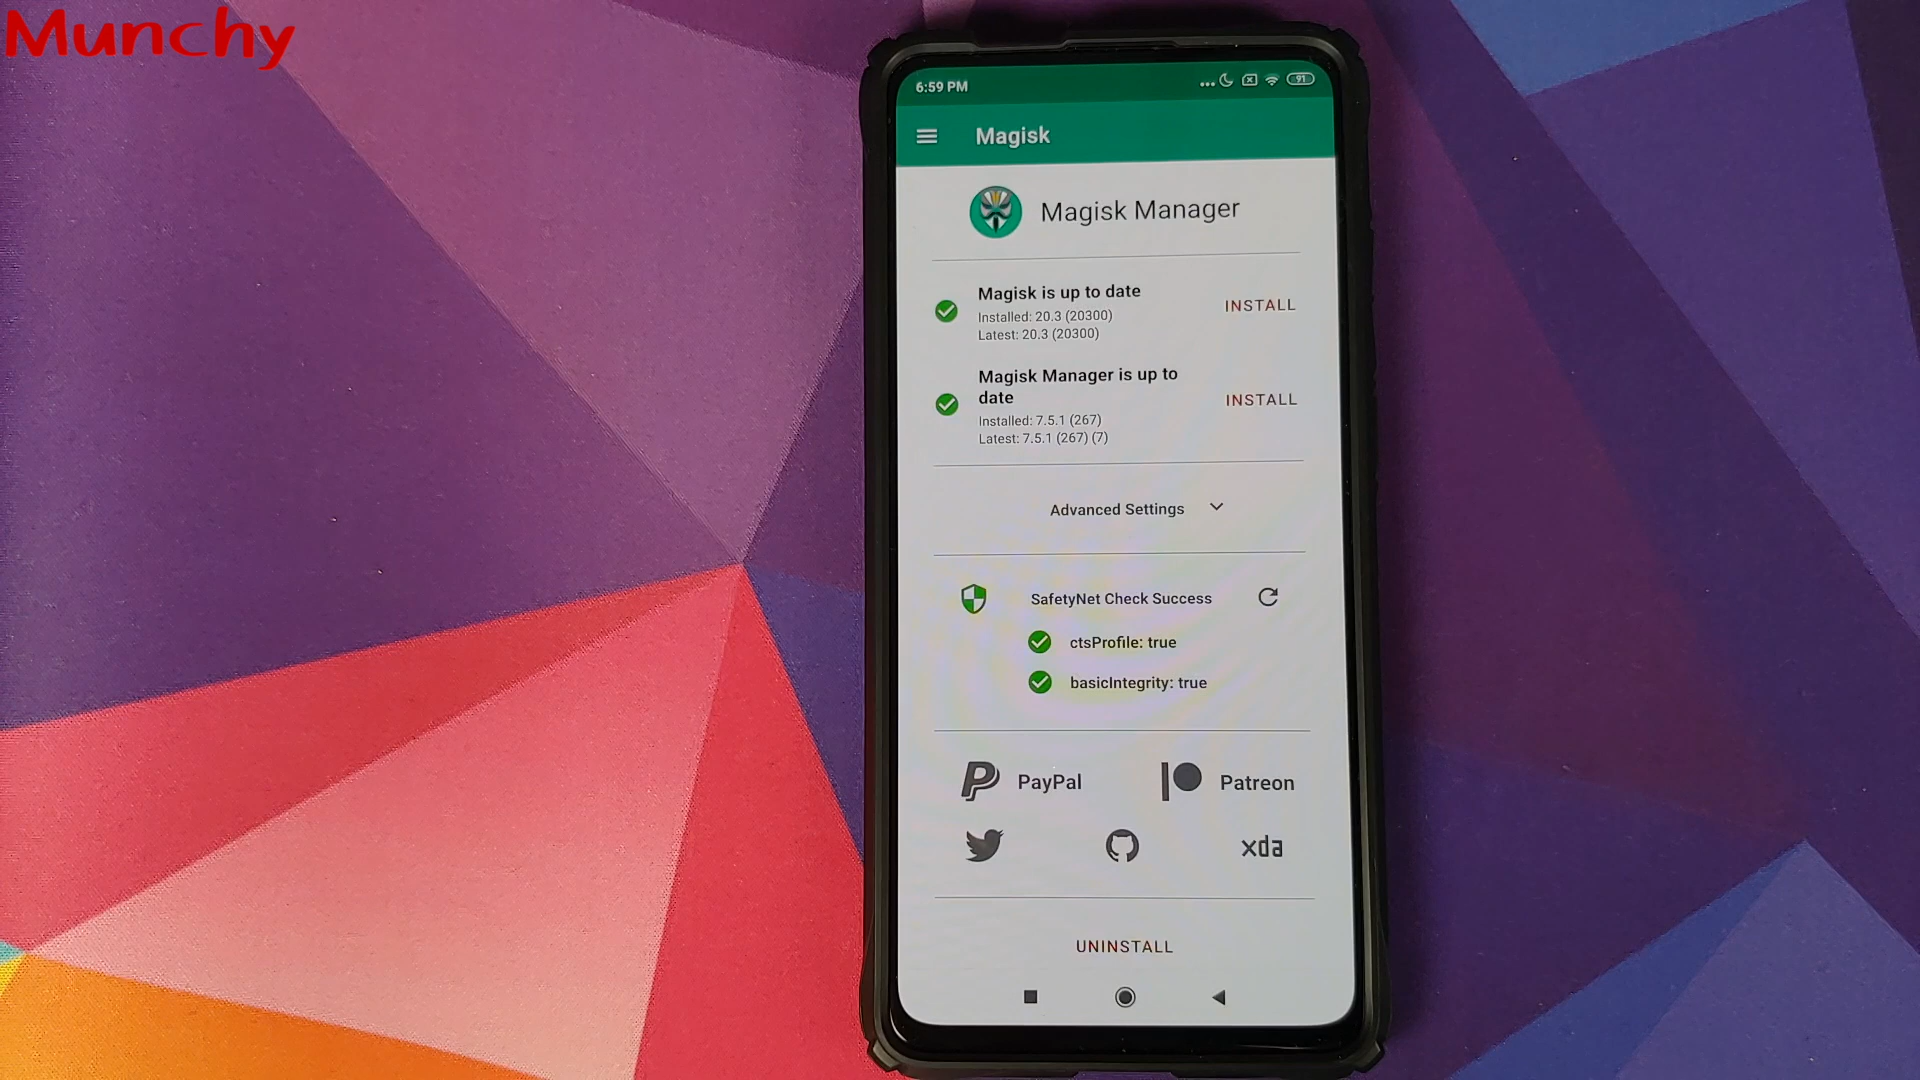 Munchy
6:59 PM
91
Magisk
Magisk Manager
Magisk is up to date
Installed: 20.3 (20300)
Latest: 20.3 (20300)
INSTALL
Magisk Manager is up to
date
Installed: 7.5.1 (267)
Latest: 7.5.1 (267) (7)
INSTALL
Advanced Settings
SafetyNet Check Success
ctsProfile: true
basicIntegrity: true
PayPal
Patreon
xda
UNINSTALL